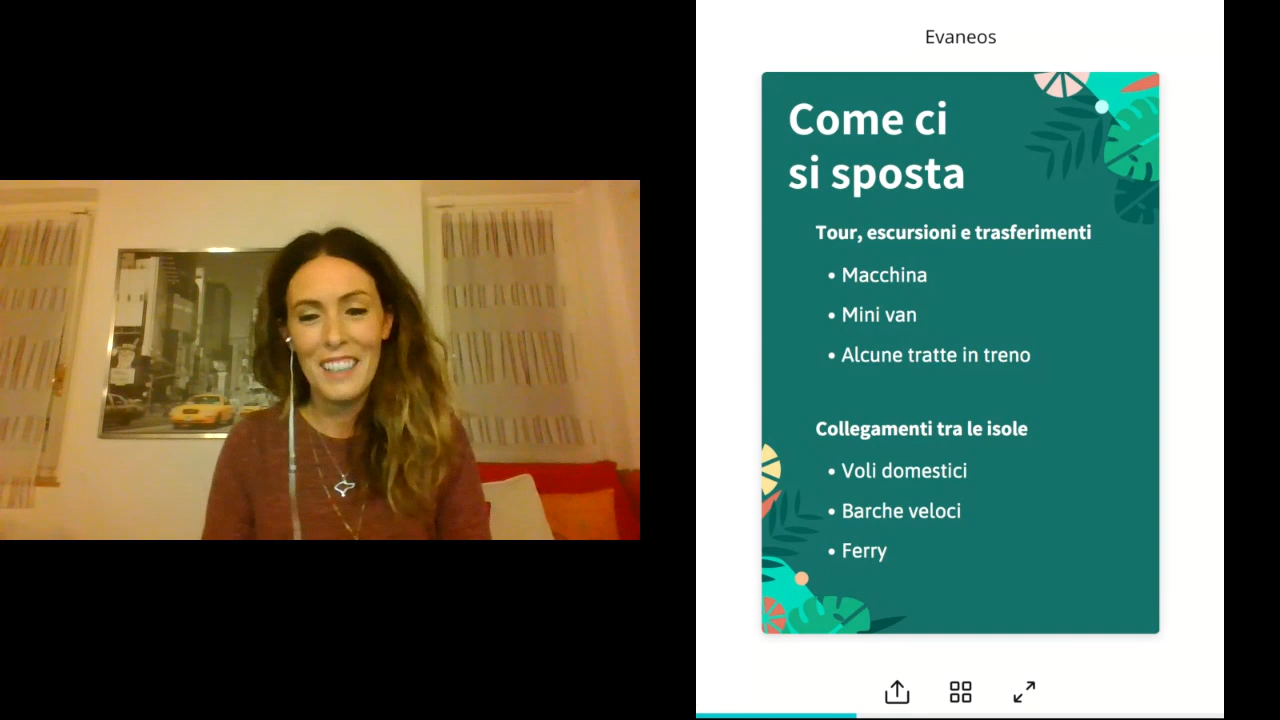 Evaneos
Come ci
si sposta
Tour, escursioni e trasferimenti
• Macchina
• Mini van
• Alcune tratte in treno
Collegamenti tra le isole
• Voli domestici
• Barche veloci
• Ferry